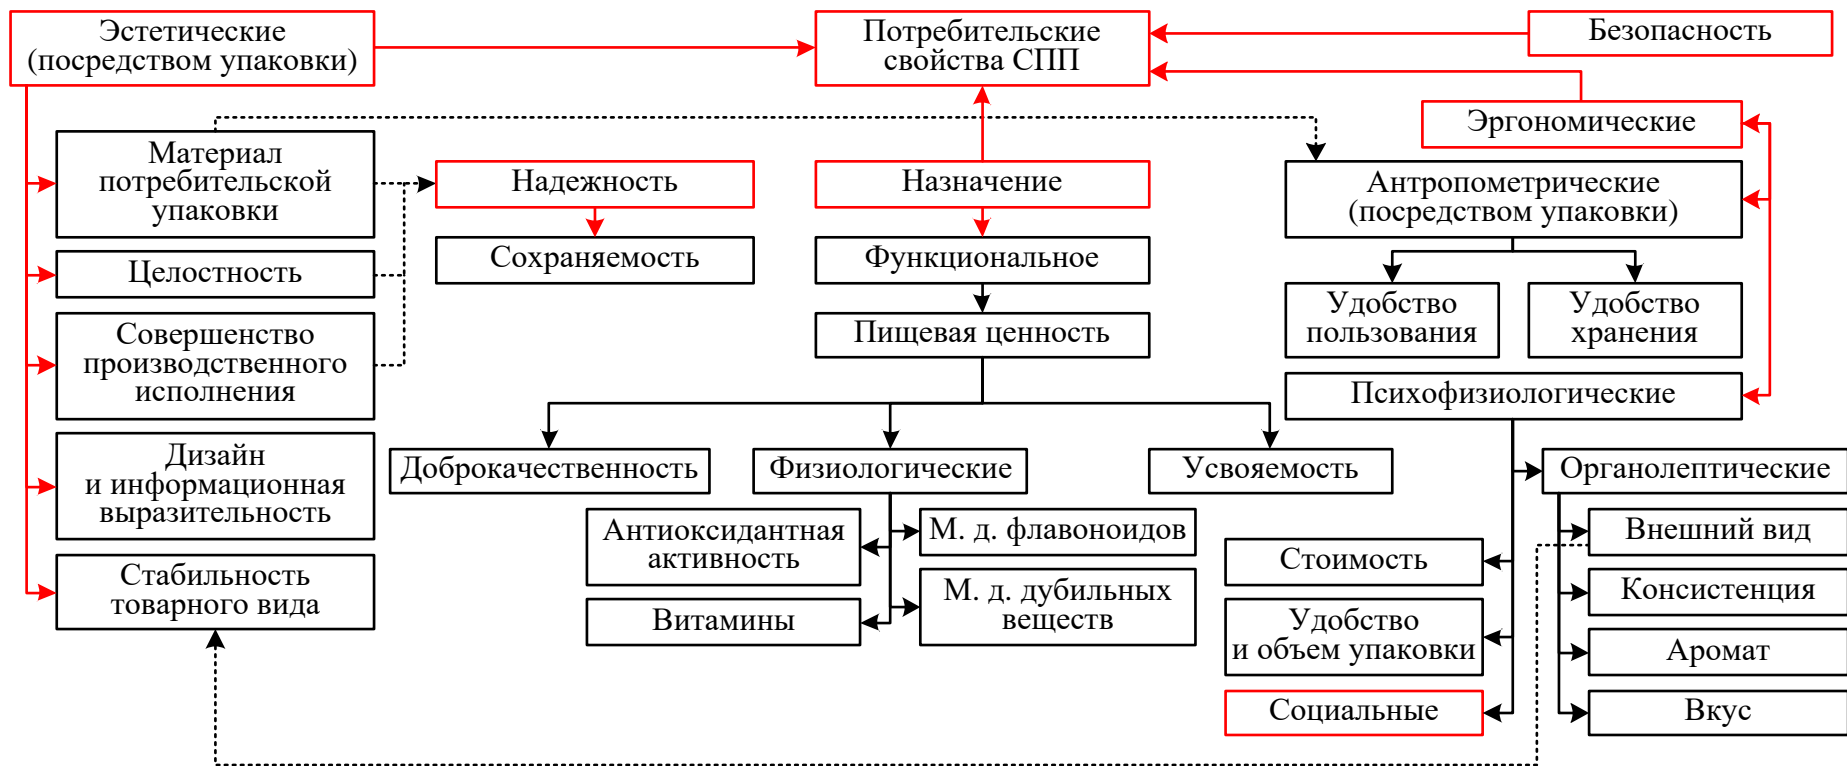 Эстетические
(посредством упаковки)
Потребительские
свойства СПП
Безопасность
Эргономические
Материал
потребительской
упаковки
Надежность
Назначение
Антропометрические
(посредством упаковки)
Целостность
Сохраняемость
Функциональное
Удобство
пользования
Удобство
хранения
Совершенство
производственного
исполнения
Пищевая ценность
Психофизиологические
Дизайн
и информационная
выразительность
Доброкачественность
Физиологические
Усвояемость
Органолептические
Антиоксидантная
активность
М. д. флавоноидов
Внешний вид
Стоимость
Стабильность
товарного вида
Витамины
М. д. дубильных
веществ
Консистенция
Удобство
и объем упаковки
Аромат
Социальные
Вкус